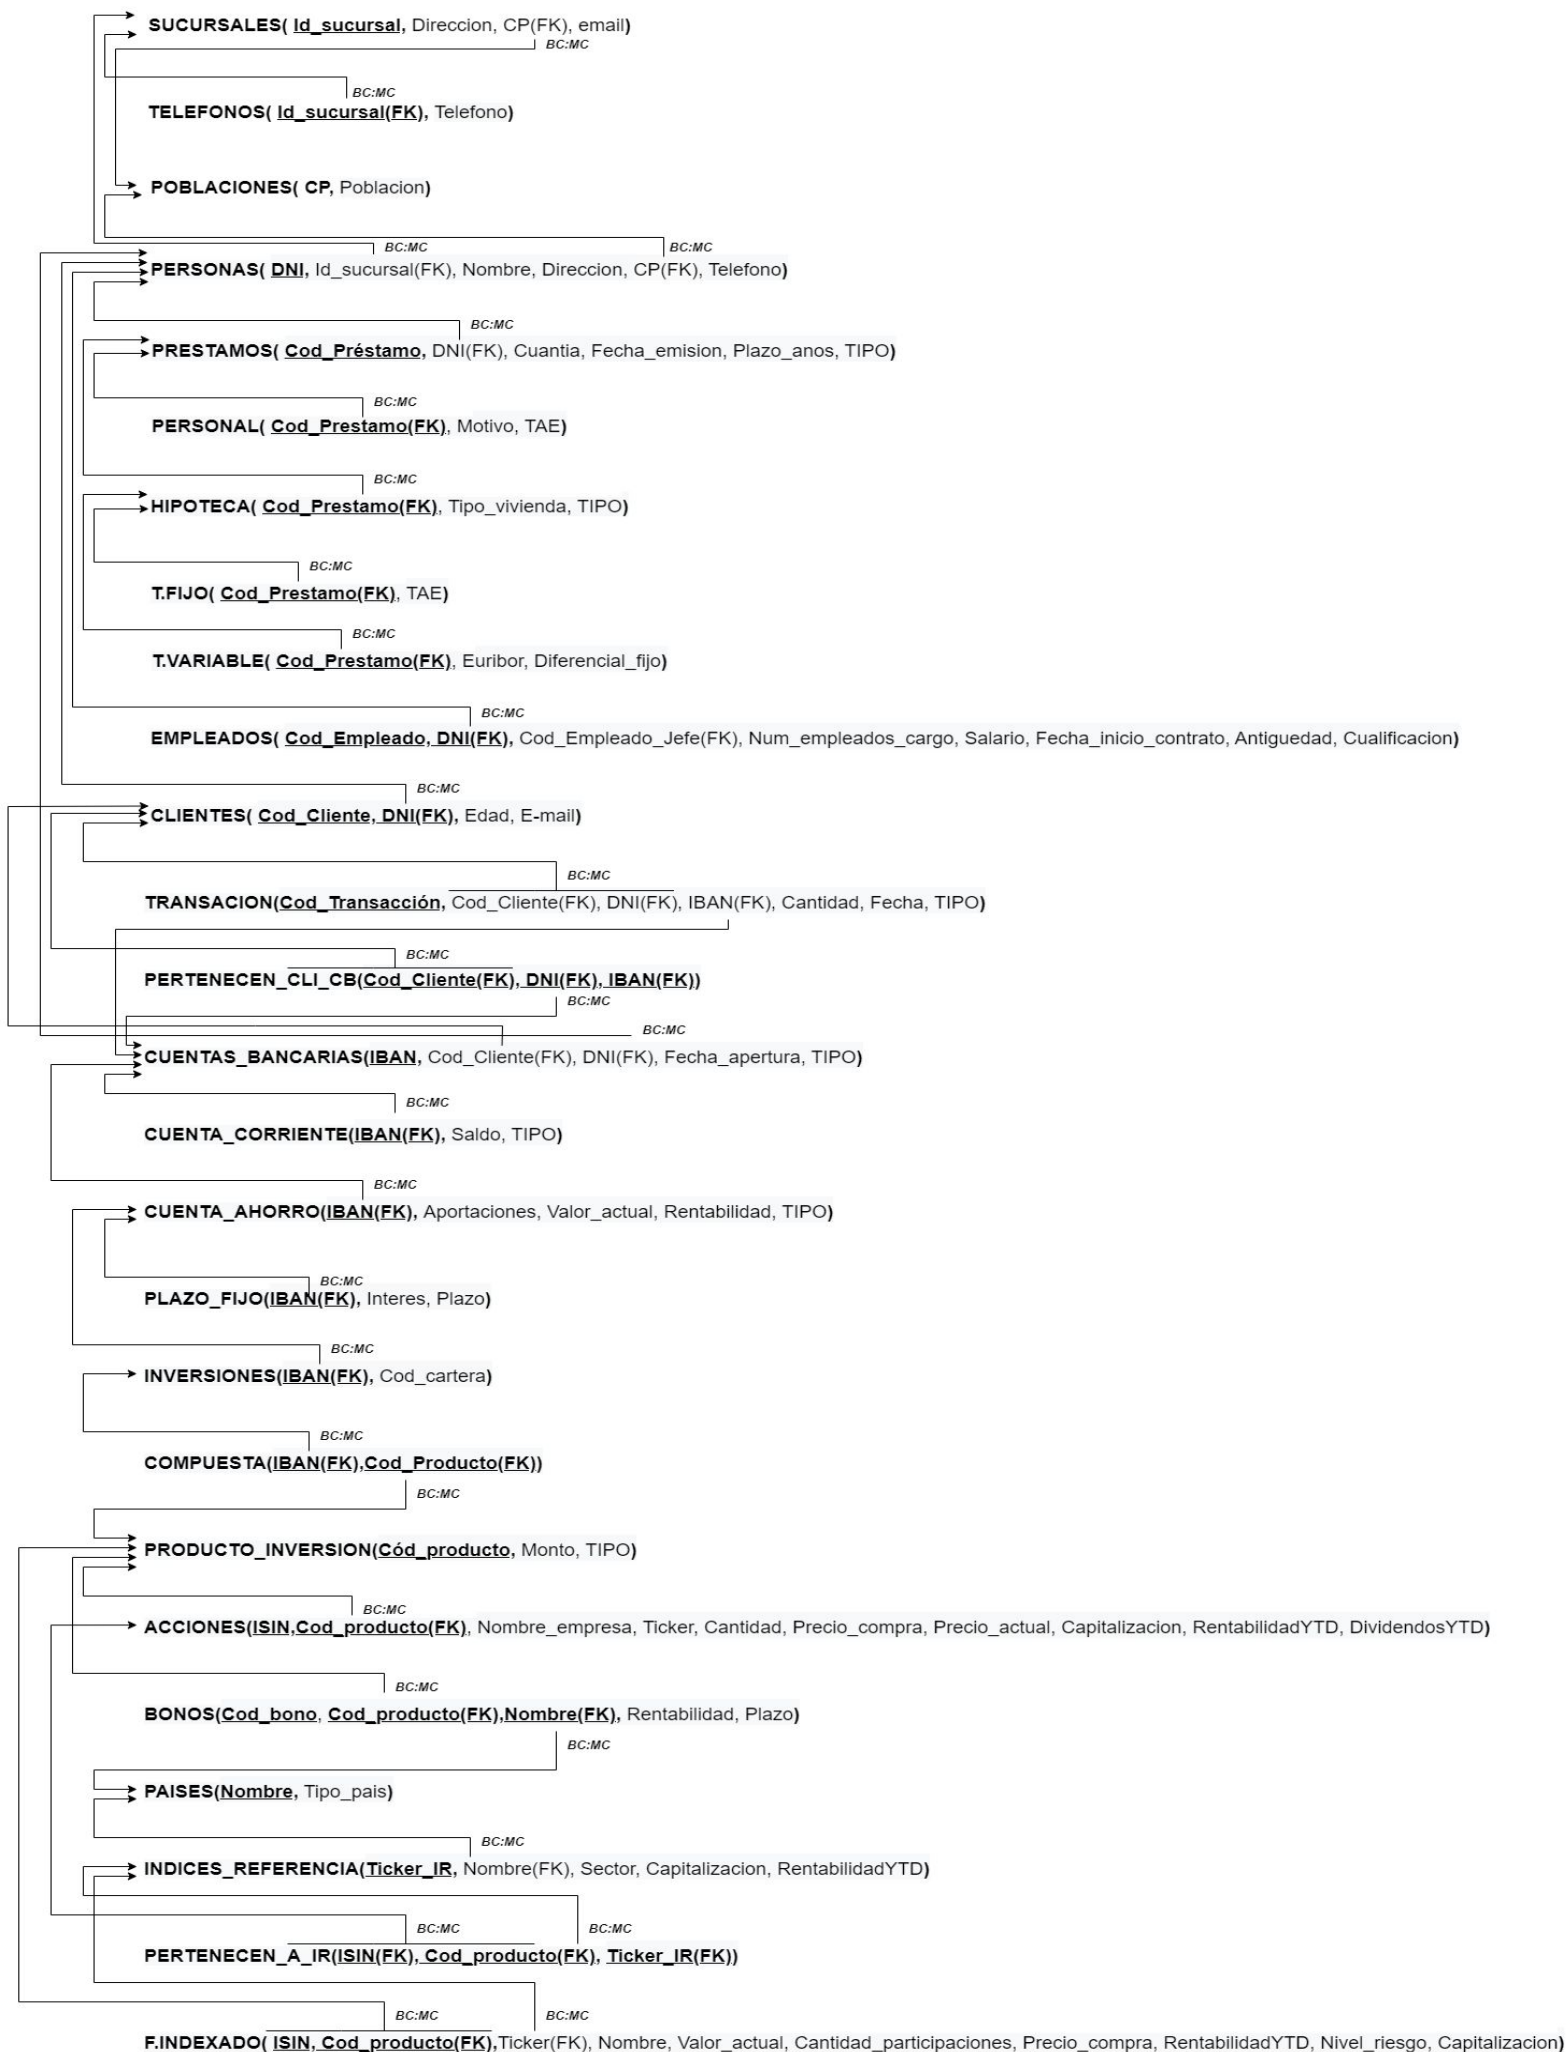 SUCURSALES( Id_sucursal, Direccion, CP(FK), email)
BC:MC
BC:MC
TELEFONOS( Id_sucursal(FK), Telefono)
POBLACIONES( CP, Poblacion)
BC:MC BC:MC
PERSONAS( DNI, Id_sucursal(FK), Nombre, Direccion, CP(FK), Telefono)
BC:MC
PRESTAMOS( Cod_Préstamo, DNI(FK), Cuantia, Fecha_emision, Plazo_anos, TIPO)
BC:MC
PERSONAL( Cod_Prestamo(FK), Motivo, TAE)
BC:MC
HIPOTECA( Cod_Prestamo(FK), Tipo_vivienda, TIPO)
BC:MC
T.FIJO( Cod_Prestamo(FK), TAE)
BC:MC
T.VARIABLE( Cod_Prestamo(FK), Euribor, Diferencial_fijo)
BC:MC
EMPLEADOS( Cod_Empleado, DNI(FK), Cod_Empleado_Jefe(FK), Num_empleados_cargo, Salario, Fecha_inicio_contrato, Antiguedad, Cualificacion)
BC:MC
CLIENTES( Cod_Cliente, DNI(FK), Edad, E-mail)
BC:MC
TRANSACION(Cod_Transacción, Cod_Cliente(FK), DNI(FK), IBAN(FK), Cantidad, Fecha, TIPO)
BC:MC
PERTENECEN_CLI_CB(Cod_Cliente(FK), DNI(FK), IBAN(FK))
BC:MC
BC:MC
CUENTAS_BANCARIAS(IBAN, Cod_Cliente(FK), DNI(FK), Fecha_apertura, TIPO)
BC:MC
CUENTA_CORRIENTE(IBAN(FK), Saldo, TIPO)
BC:MC
CUENTA_AHORRO(IBAN(FK), Aportaciones, Valor_actual, Rentabilidad, TIPO)
BC:MC
PLAZO_FIJO(IBAN(FK), Interes, Plazo)
BC:MC
INVERSIONES(IBAN(FK), Cod_cartera)
BC:MC
COMPUESTA(IBAN(FK),Cod_Producto(FK))
BC:MC
PRODUCTO_INVERSION(Cód_producto, Monto, TIPO)
BC:MC
ACCIONES(ISIN,Cod_producto(FK), Nombre_empresa, Ticker, Cantidad, Precio_compra, Precio_actual, Capitalizacion, RentabilidadYTD, DividendosYTD)
BC:MC
BONOS(Cod_bono, Cod_producto(FK),Nombre(FK), Rentabilidad, Plazo)
BC:MC
PAISES(Nombre, Tipo_pais)
BC:MC
INDICES_REFERENCIA(Ticker_IR, Nombre(FK), Sector, Capitalizacion, RentabilidadYTD)
BC:MC BC:MC
PERTENECEN_A_IR(ISIN(FK), Cod_producto(FK), Ticker_IR(FK))
BC:MC BC:MC
F.INDEXADO( ISIN, Cod_producto(FK),Ticker(FK), Nombre, Valor_actual, Cantidad_participaciones, Precio_compra, RentabilidadYTD, Nivel_riesgo, Capitalizacion)